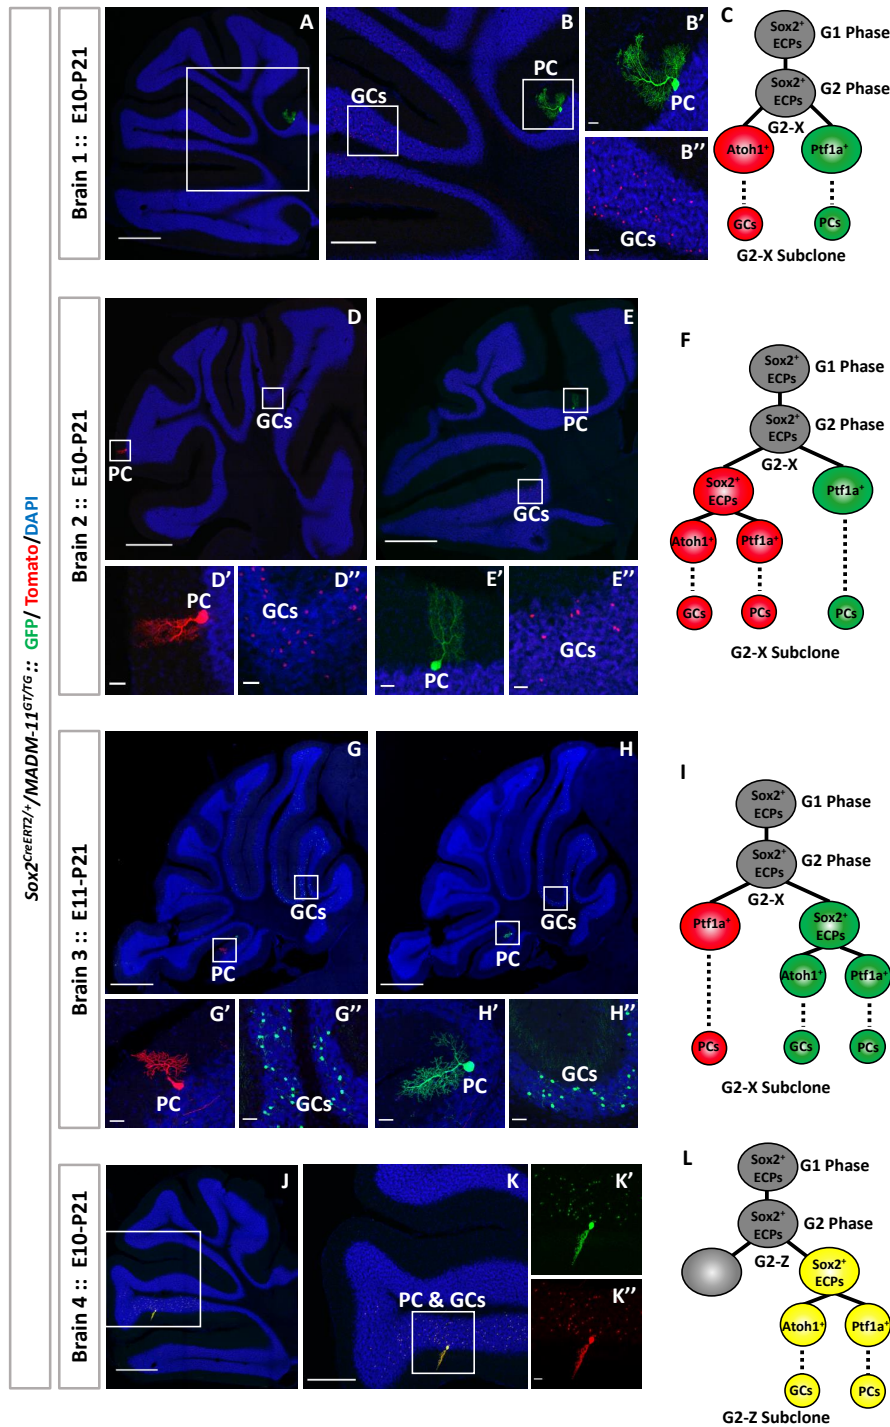 Sox2CreERT2/+/MADM-11GT/TG :: GFP/ Tomato/DAPI
Brain 1 :: E10-P21
A
B
GCs
PC
B’
PC
B’’
GCs
C
Sox2+
ECPs
G1 Phase
Sox2+
ECPs
G2 Phase
G2-X
Atoh1+
Ptf1a+
GCs
PCs
G2-X Subclone
Brain 2 :: E10-P21
D
GCs
PC
E
PC
GCs
D’
PC
D’’
GCs
E’
PC
E’’
GCs
F
Sox2+
ECPs
G1 Phase
Sox2+
ECPs
G2 Phase
G2-X
Sox2+
ECPs
Ptf1a+
Atoh1+
Ptf1a+
GCs
PCs
PCs
G2-X Subclone
Brain 3 :: E11-P21
G
GCs
PC
H
GCs
PC
G’
PC
G’’
GCs
H’
PC
H’’
GCs
I
Sox2+
ECPs
G1 Phase
Sox2+
ECPs
G2 Phase
G2-X
Ptf1a+
Sox2+
ECPs
Atoh1+
Ptf1a+
PCs
GCs
PCs
G2-X Subclone
Brain 4 :: E10-P21
J
K
PC & GCs
K’
K’’
L
Sox2+
ECPs
G1 Phase
Sox2+
ECPs
G2 Phase
G2-Z
Sox2+
ECPs
Atoh1+
Ptf1a+
GCs
PCs
G2-Z Subclone